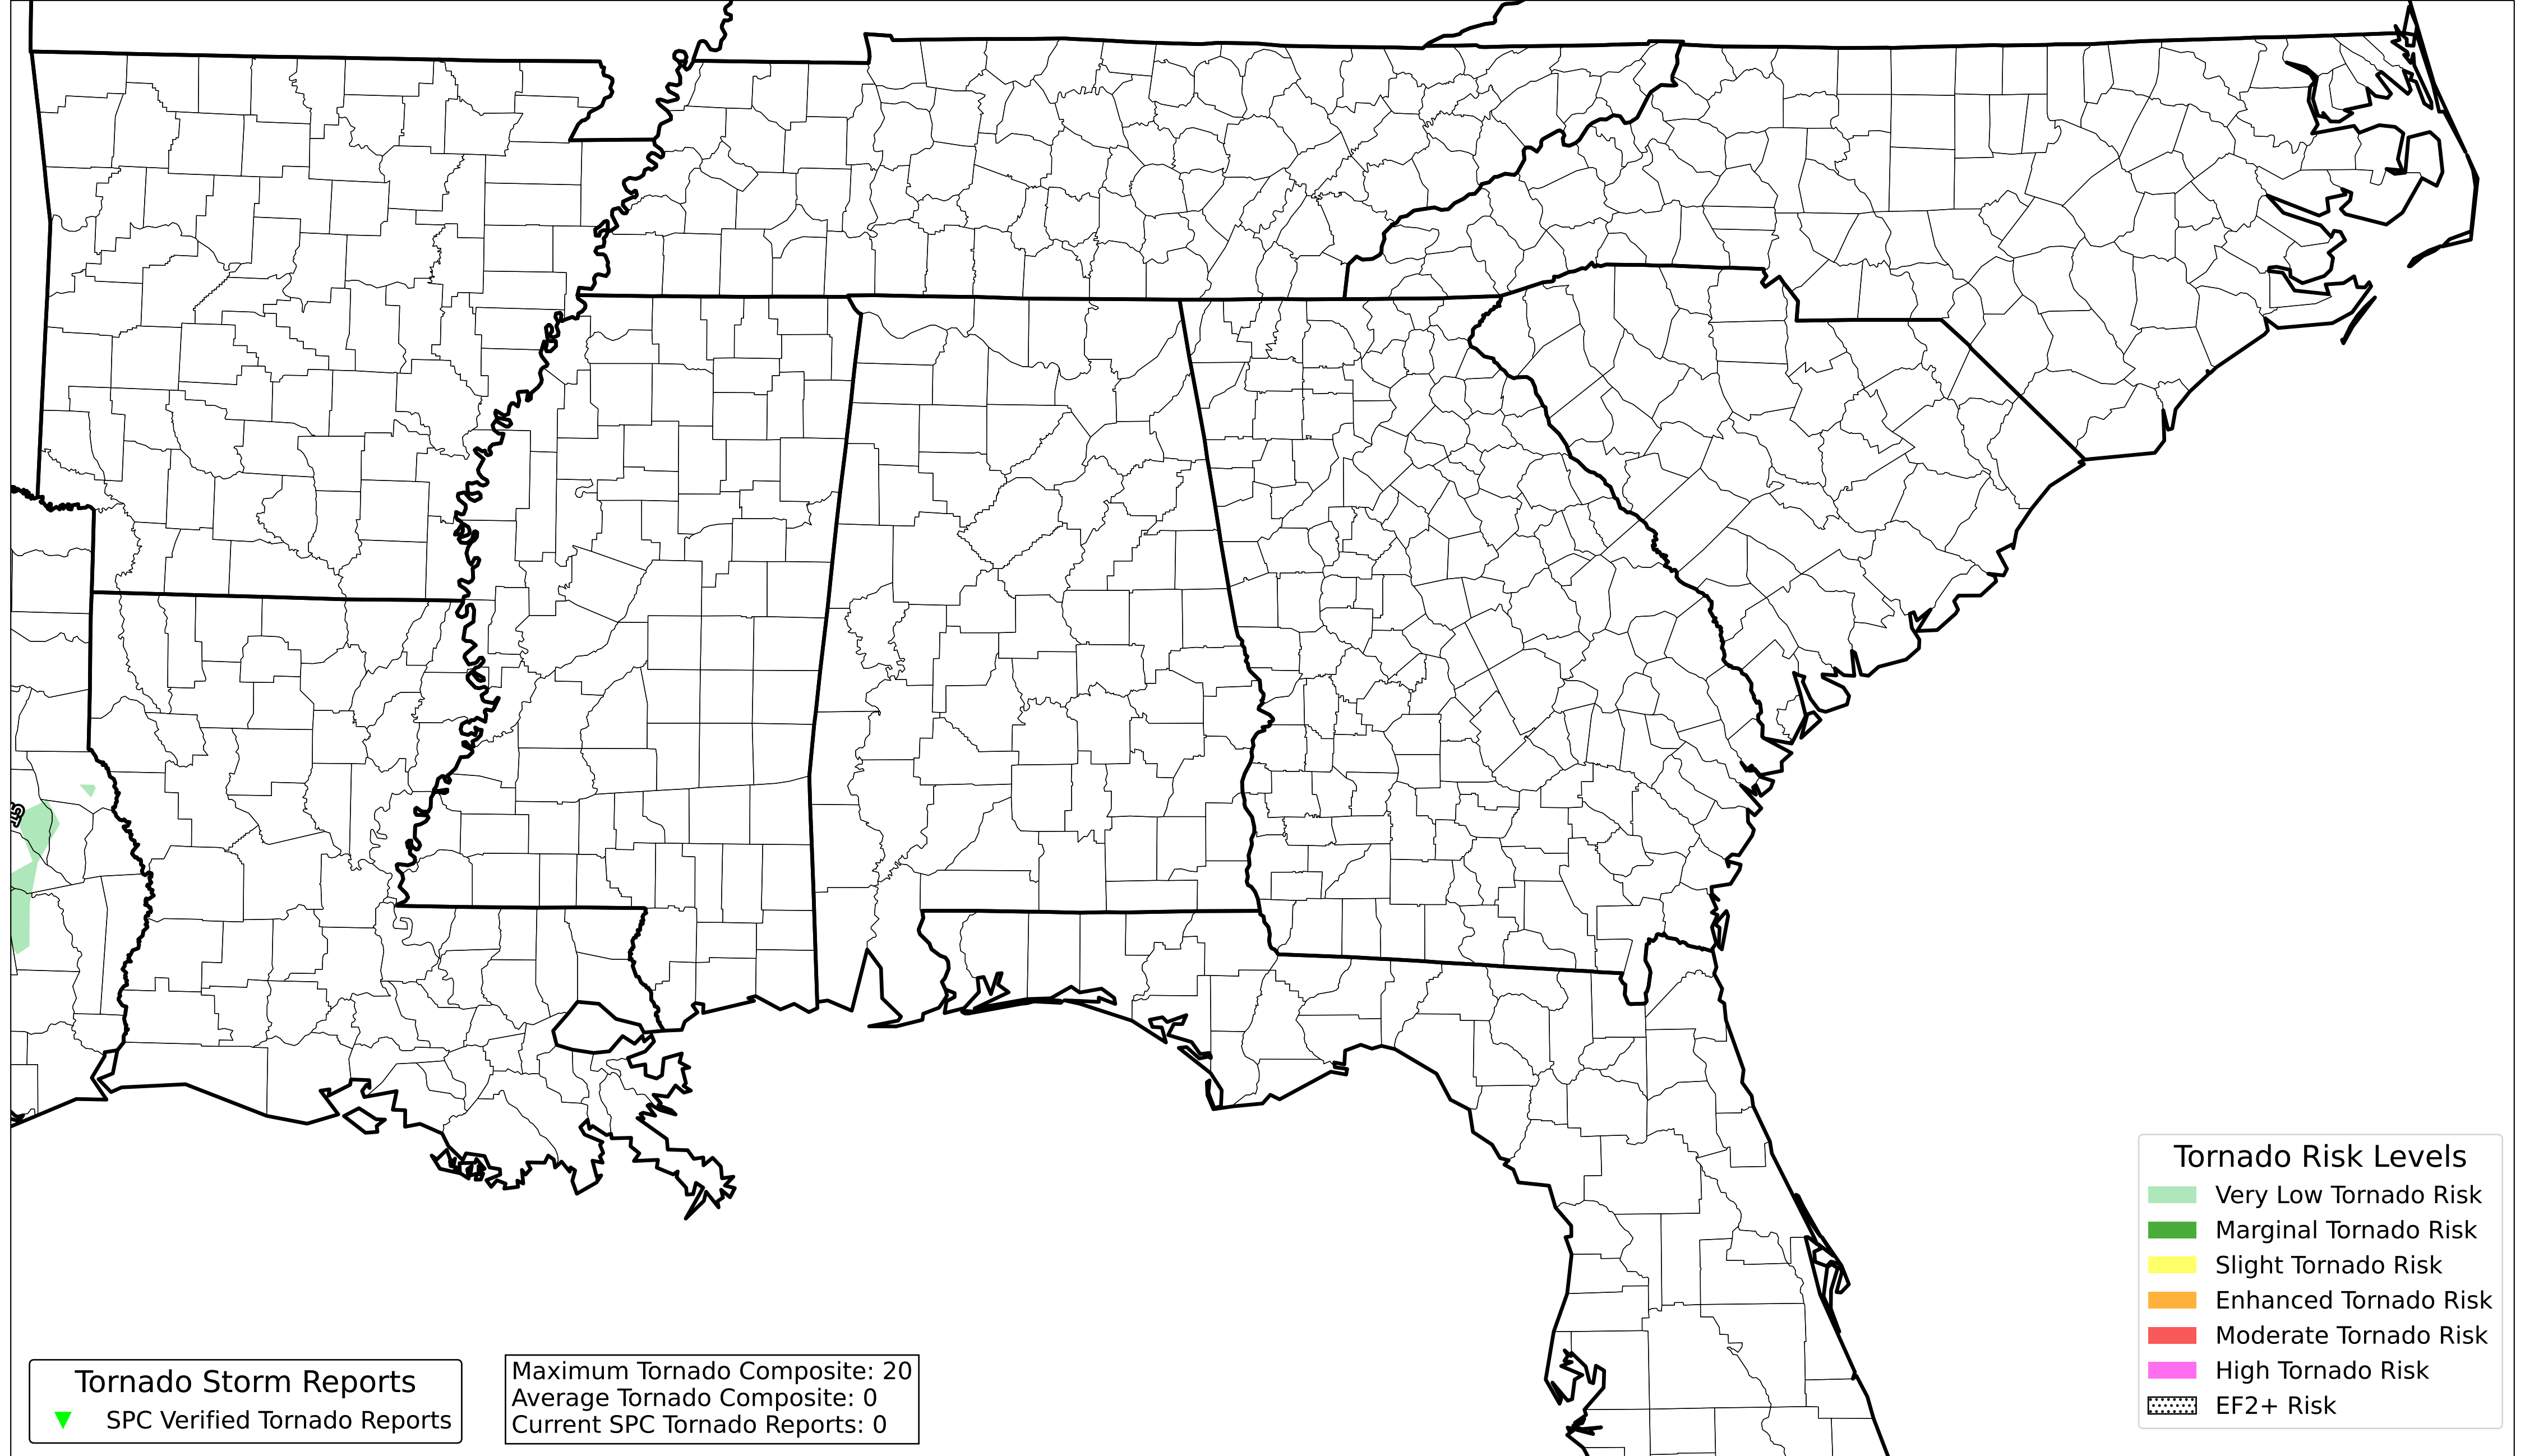 15
Tornado Risk Levels
Very Low Tornado Risk
Marginal Tornado Risk
Slight Tornado Risk
Enhanced Tornado Risk
Moderate Tornado Risk
High Tornado Risk
EF2+ Risk
Tornado Storm Reports
SPC Verified Tornado Reports
Maximum Tornado Composite: 20
Average Tornado Composite: 0
Current SPC Tornado Reports: 0